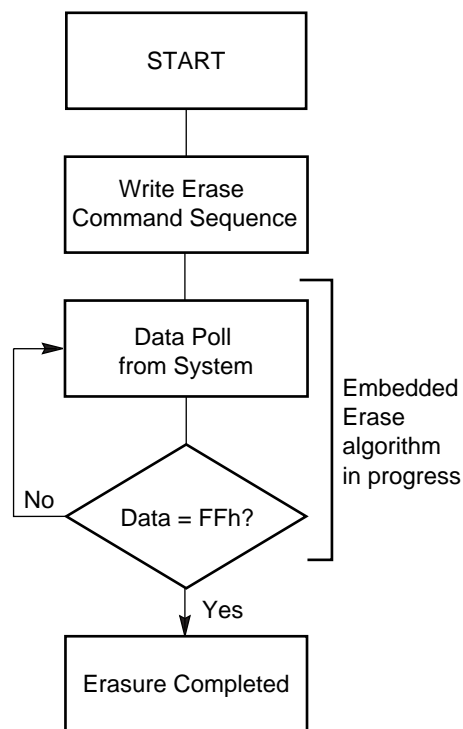 START
Write Erase
Command Sequence
Data Poll
from System
Embedded
Erase
algorithm
in progress
No
Data = FFh?
Yes
Erasure Completed